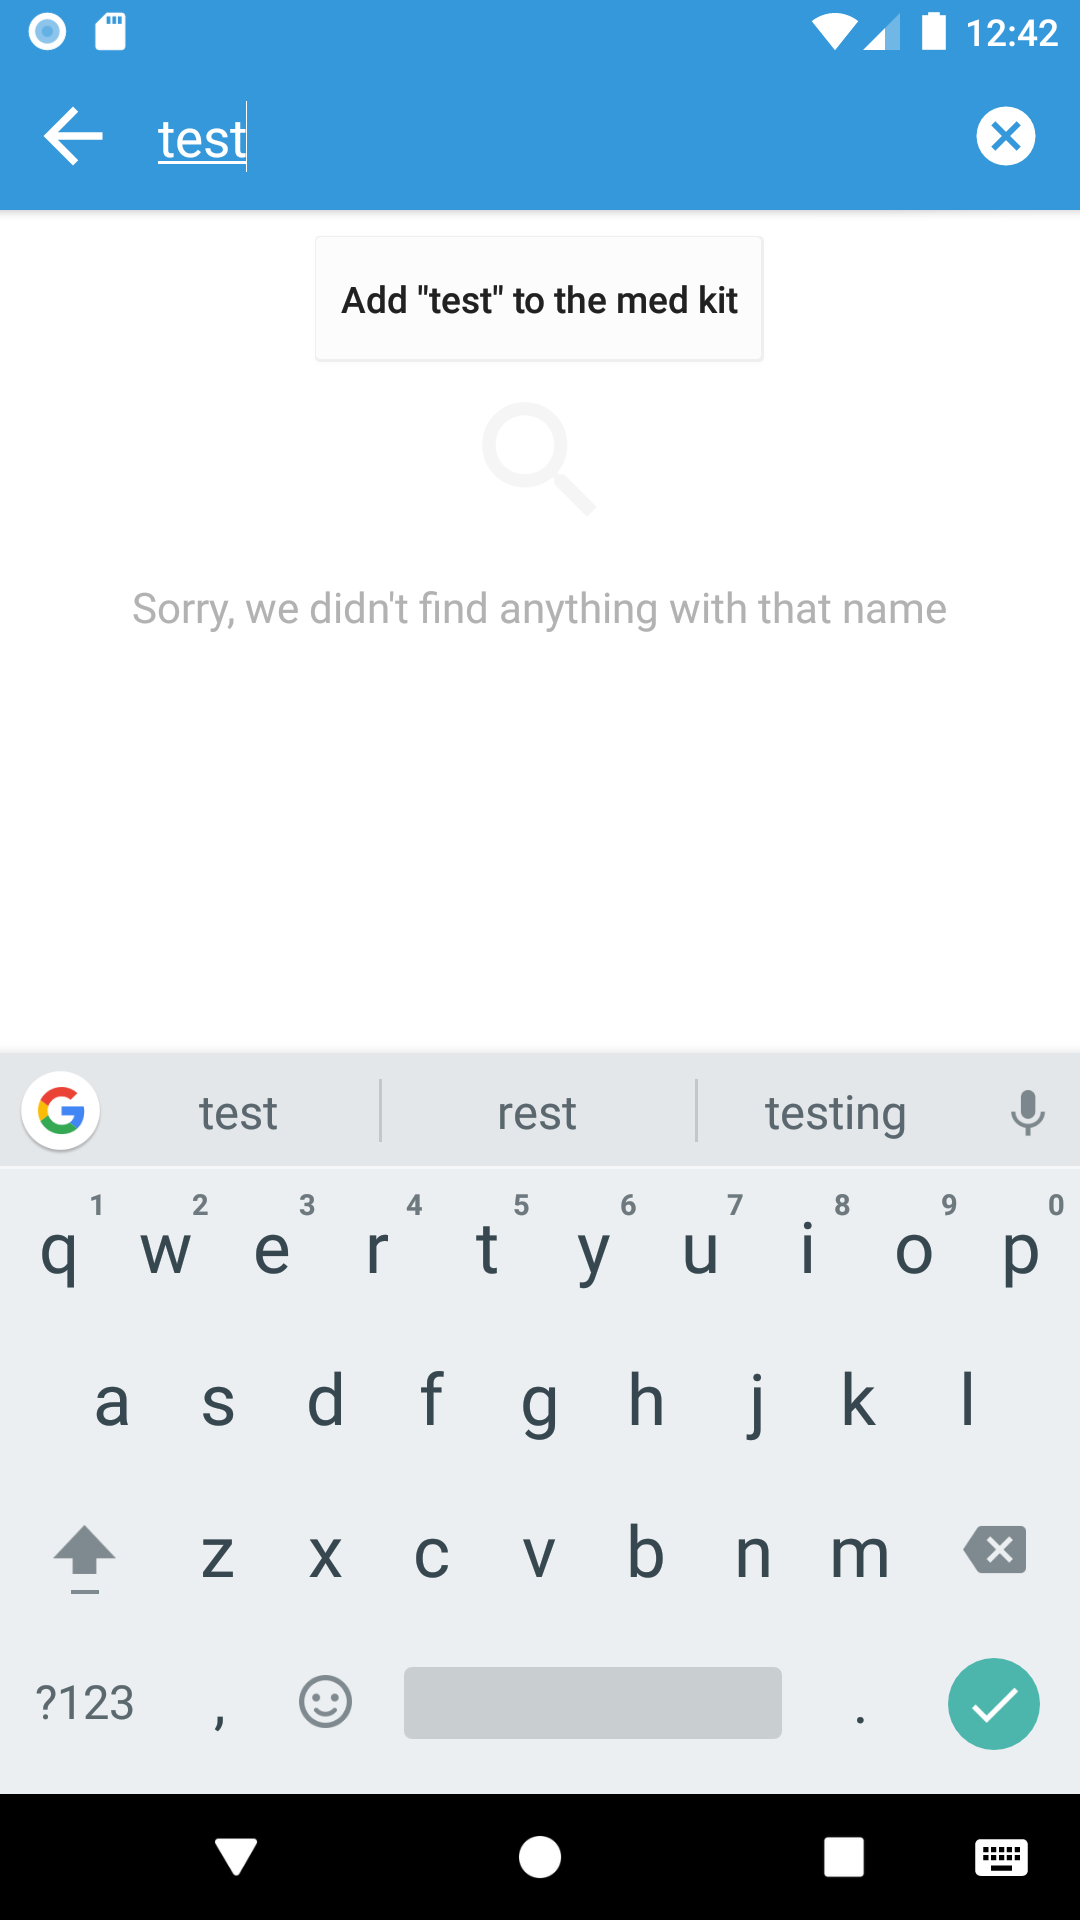 12:42
test
Add "test" to the med kit
Sorry, we didn't find anything with that name
test rest testing
1 2 3 4 5 6 7 8 9 0
q w e r t y u i o p
a s d f g h j k l
z x c v b n m
?123 , .